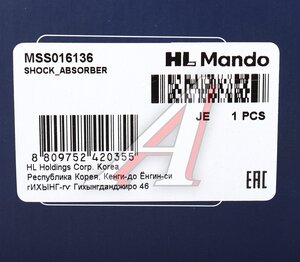 MSS016136
SHOCK_ABSORBER
HL Mando
JE 1 PCS
8 809752 420355
HL Holdings Corp. Korea
Республика Корея, Кенги-до Ёнгин-си
гИХЫНГ-гу Гихынгданджиро 46
EAC